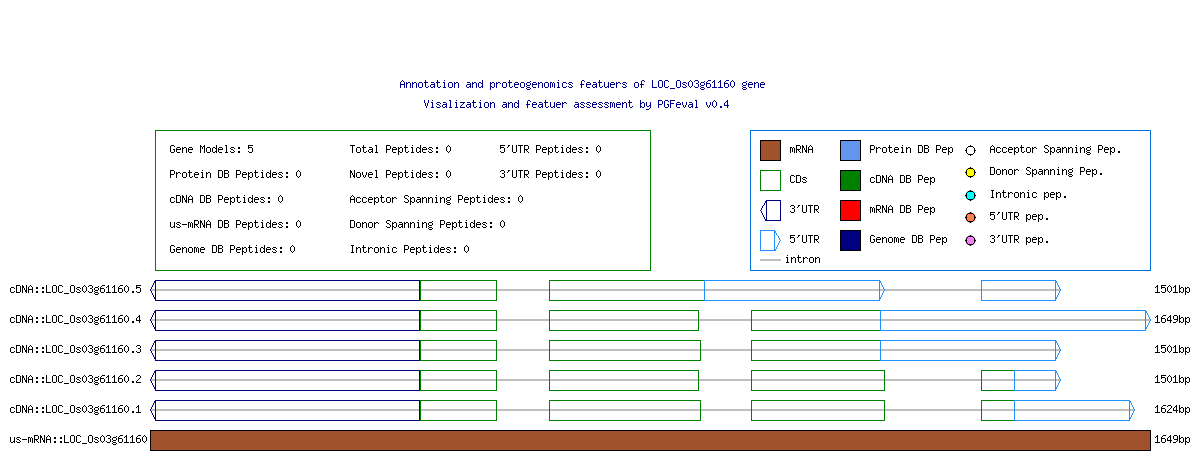 Annotation and proteogenomics featuers of LOC_Os03g61160 gene
Visalization and featuer assessment by PGFeval v0.4
Gene Models: 5 Total Peptides: 0 5'UTR Peptides: 0
Protein DB Peptides: 0 Novel Peptides: 0 3'UTR Peptides: 0
cDNA DB Peptides: 0 Acceptor Spanning Peptides: 0
us-mRNA DB Peptides: 0 Donor Spanning Peptides: 0
Genome DB Peptides: 0 Intronic Peptides: 0
mRNA Protein DB Pep Acceptor Spanning Pep.
CDs cDNA DB Pep Donor Spanning Pep.
3'UTR mRNA DB Pep Intronic pep.
5'UTR Genome DB Pep 5'UTR pep.
intron 3'UTR pep.
cDNA::LOC_Os03g61160.5 1501bp
cDNA::LOC_Os03g61160.4 1649bp
cDNA::LOC_Os03g61160.3 1501bp
cDNA::LOC_Os03g61160.2 1501bp
cDNA::LOC_Os03g61160.1 1624bp
us-mRNA::LOC_Os03g61160 1649bp